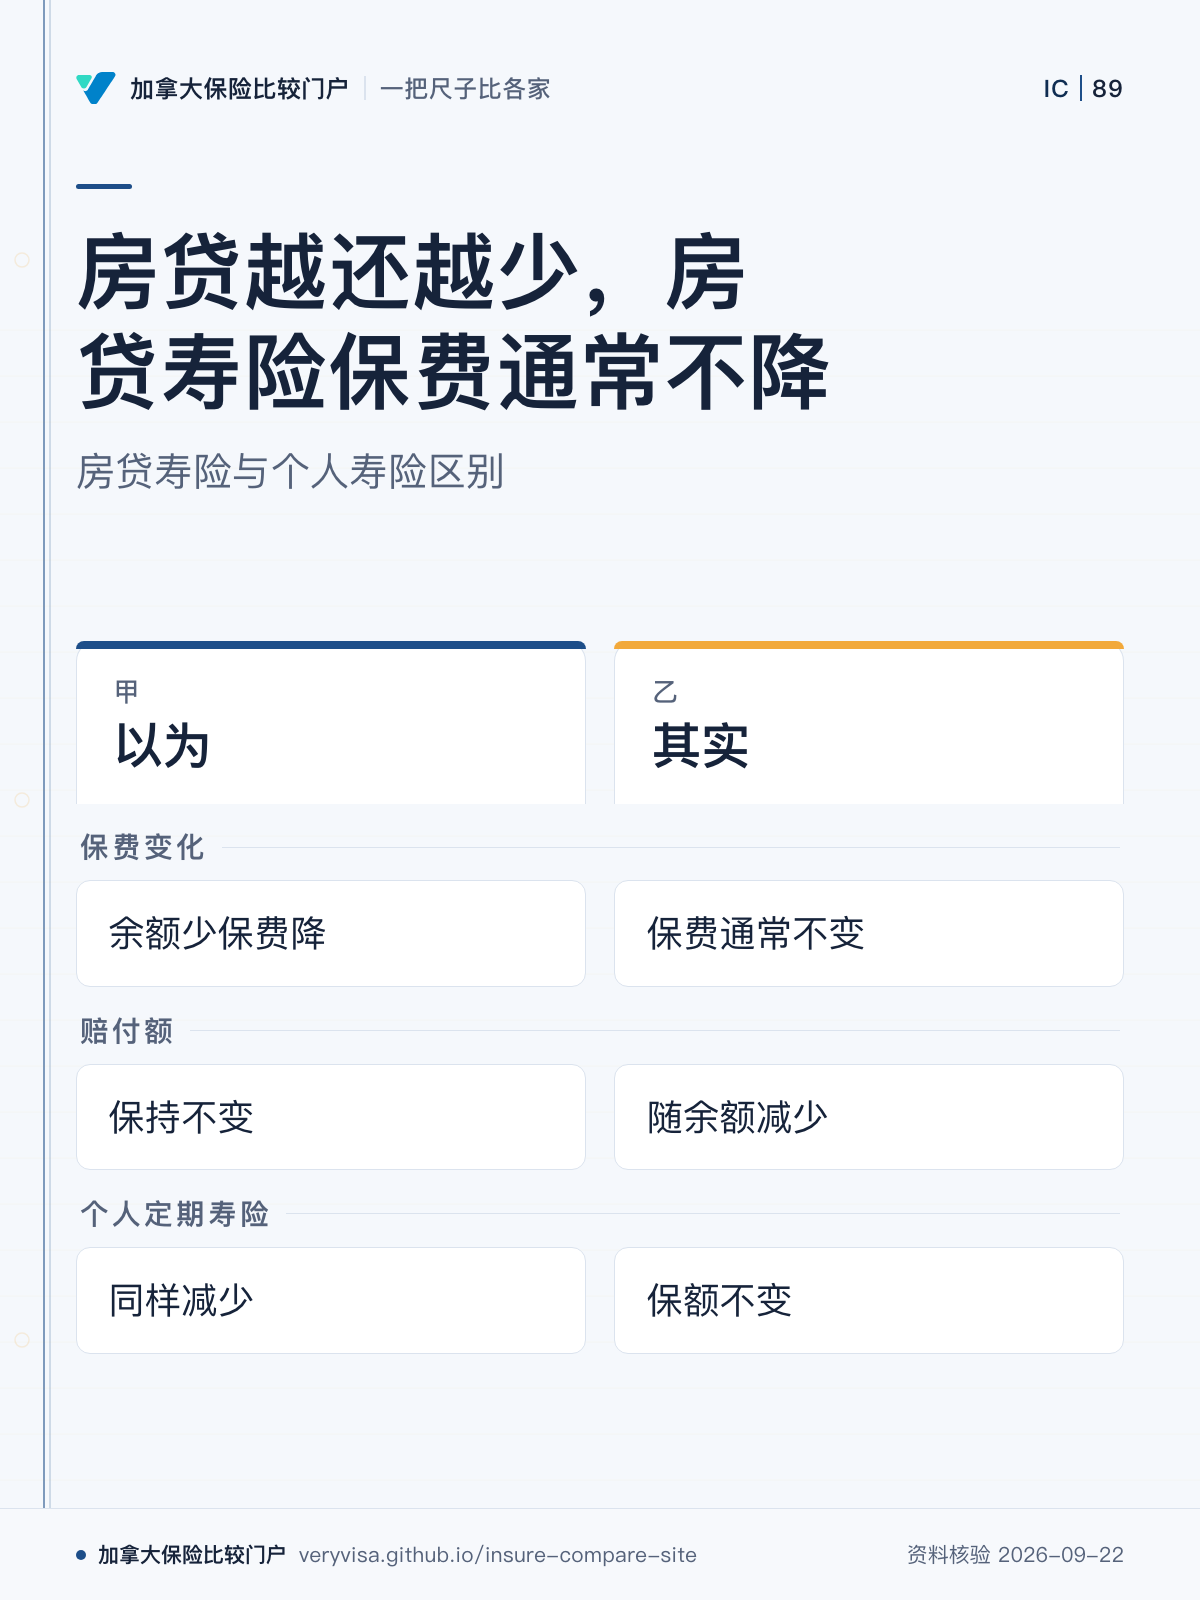 加拿大保险比较门户 一把尺子比各家
IC 89
房贷越还越少，房
贷寿险保费通常不降
房贷寿险与个人寿险区别
甲
以为
乙
其实
保费变化
余额少保费降
保费通常不变
赔付额
保持不变
随余额减少
个人定期寿险
同样减少
保额不变
加拿大保险比较门户 veryvisa.github.io/insure-compare-site
资料核验 2026-09-22